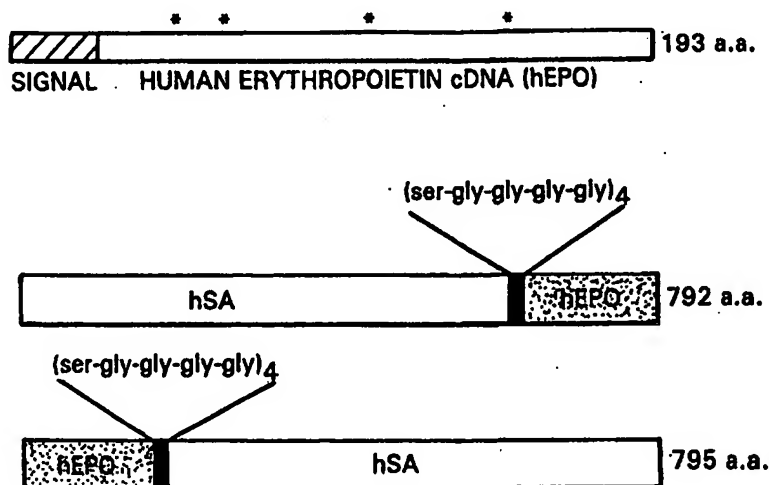 * * * *
193 a.a.
SIGNAL HUMAN ERYTHROPOIETIN cDNA (hEPO)
(ser-gly-gly-gly-gly)4
hSA hEPO 792 a.a.
(ser-gly-gly-gly-gly)4
hEPO hSA 795 a.a.